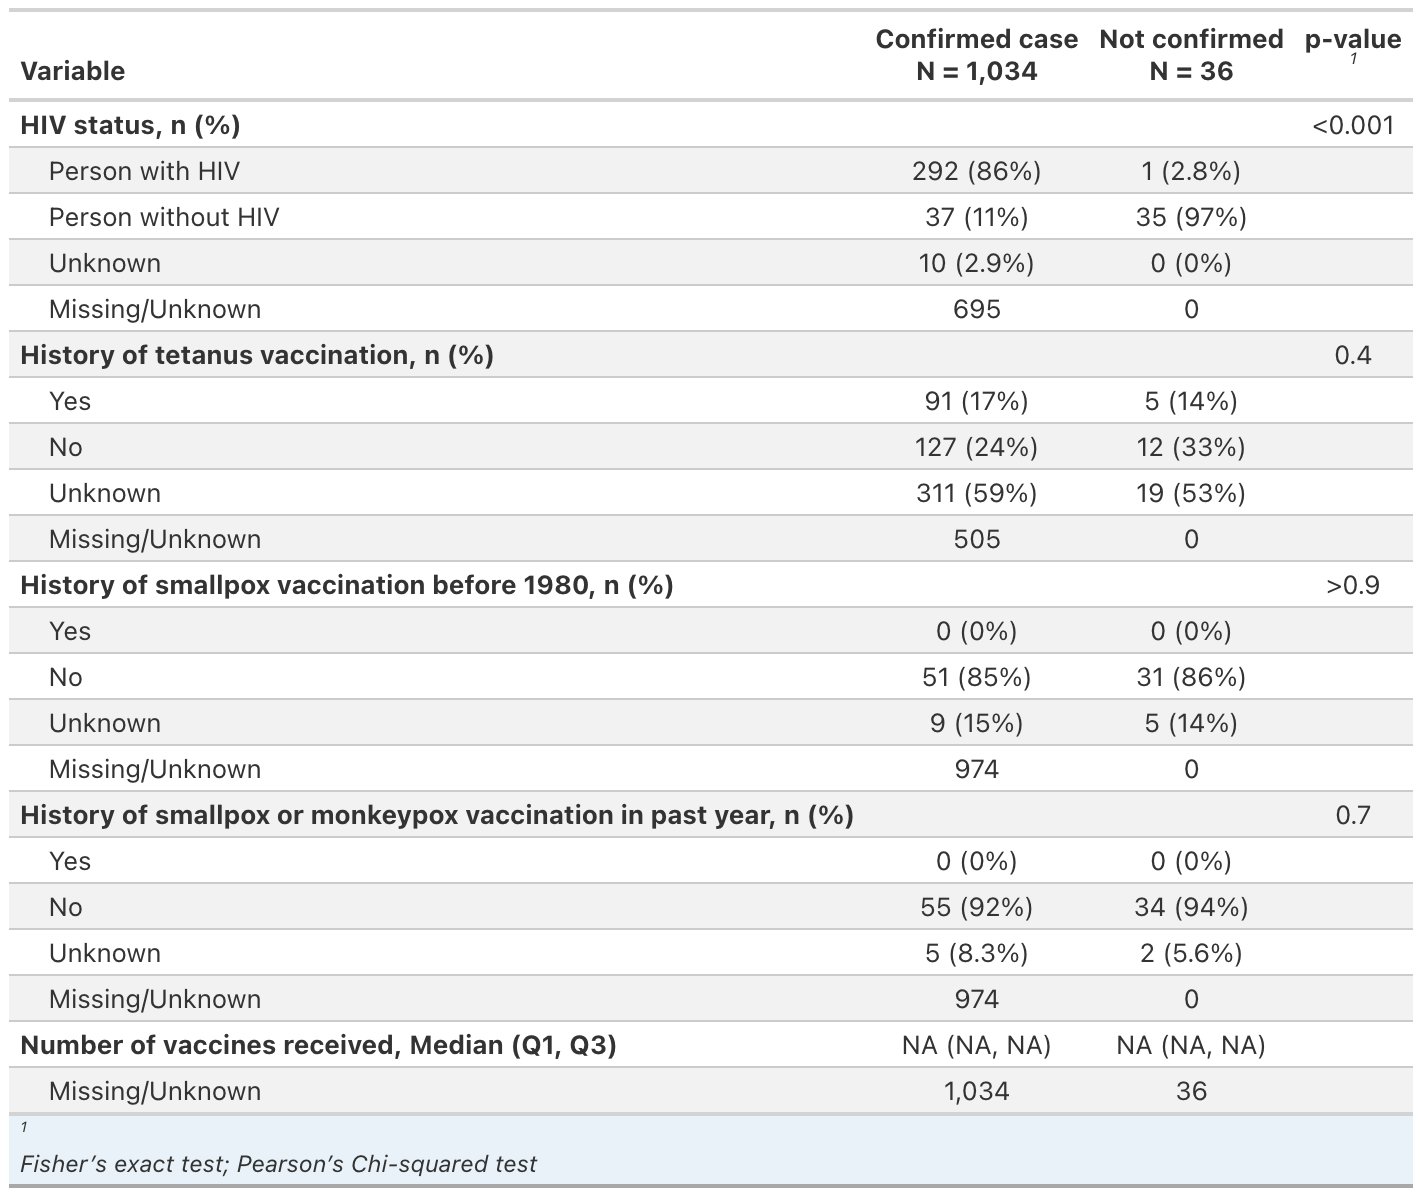 Variable Confirmed case N = 1,034 Not confirmed N = 36 p-value 1
HIV status, n (%) <0.001
Person with HIV 292 (86%) 1 (2.8%)
Person without HIV 37 (11%) 35 (97%)
Unknown 10 (2.9%) 0 (0%)
Missing/Unknown 695 0
History of tetanus vaccination, n (%) 0.4
Yes 91 (17%) 5 (14%)
No 127 (24%) 12 (33%)
Unknown 311 (59%) 19 (53%)
Missing/Unknown 505 0
History of smallpox vaccination before 1980, n (%) >0.9
Yes 0 (0%) 0 (0%)
No 51 (85%) 31 (86%)
Unknown 9 (15%) 5 (14%)
Missing/Unknown 974 0
History of smallpox or monkeypox vaccination in past year, n (%) 0.7
Yes 0 (0%) 0 (0%)
No 55 (92%) 34 (94%)
Unknown 5 (8.3%) 2 (5.6%)
Missing/Unknown 974 0
Number of vaccines received, Median (Q1, Q3) NA (NA, NA) NA (NA, NA)
Missing/Unknown 1,034 36
1
Fisher's exact test; Pearson's Chi-squared test